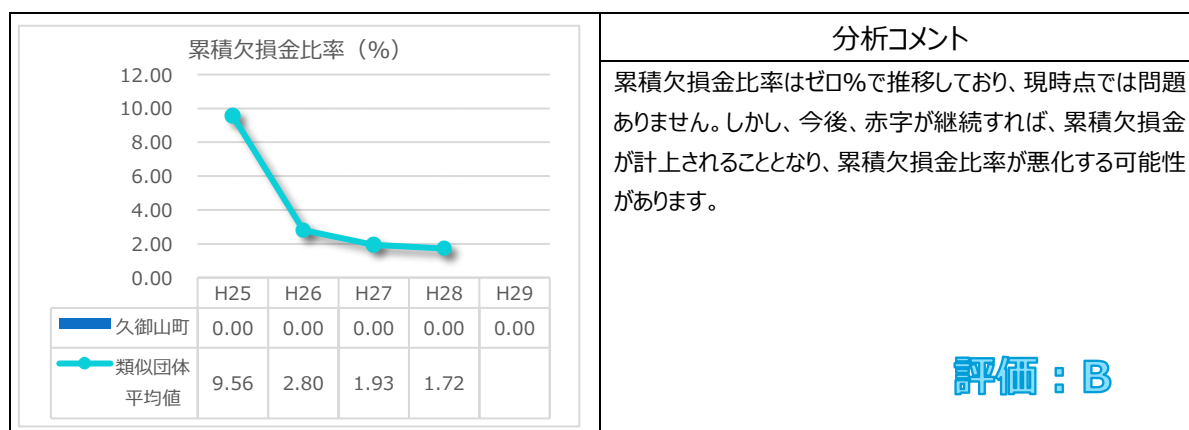 累積欠損金比率（%）
12.00
10.00
8.00
6.00
4.00
2.00
0.00
H25 H26 H27 H28 H29
久御山町 0.00 0.00 0.00 0.00 0.00
類似団体
平均値 9.56 2.80 1.93 1.72
分析コメント
累積欠損金比率はゼロ%で推移しており、現時点では問題
ありません。しかし、今後、赤字が継続すれば、累積欠損金
が計上されることとなり、累積欠損金比率が悪化する可能性
があります。
評価：B